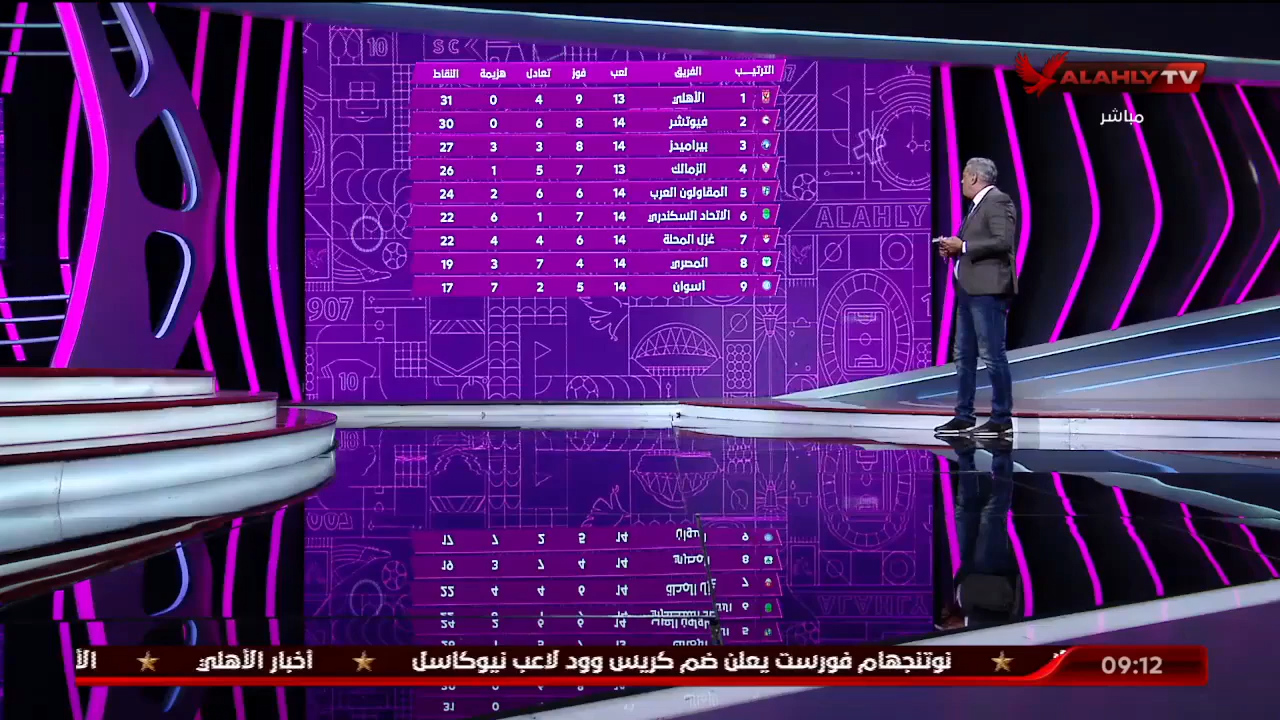 10
SC
ALAHLY TV
مباشر
الترتيـــب الفريق لعب فوز تعادل هزيمة النقاط
1 الأهلي 13 9 4 0 31
2 فيوتشر 14 8 6 0 30
3 بيراميدز 14 8 3 3 27
4 الزمالك 13 7 5 1 26
5 المقاولون العرب 14 6 6 2 24
6 الاتحاد السكندري 14 7 1 6 22
7 غزل المحلة 14 6 4 4 22
8 المصري 14 4 7 3 19
9 أسوان 14 5 2 7 17
ALAHLY
907
10
09:12
نوتنجهام فورست يعلن ضم كريس وود لاعب نيوكاسل
أخبار الأهلي